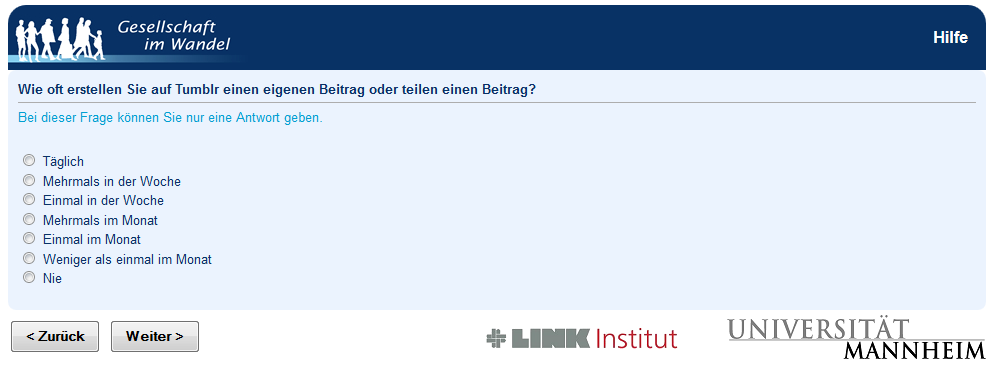 Gesellschaft
im Wandel
Hilfe
Wie oft erstellen Sie auf Tumblr einen eigenen Beitrag oder teilen einen Beitrag?
Bei dieser Frage können Sie nur eine Antwort geben.
Täglich
Mehrmals in der Woche
Einmal in der Woche
Mehrmals im Monat
Einmal im Monat
Weniger als einmal im Monat
Nie
< Zurück
Weiter >
LINK Institut
UNIVERSITÄT
MANNHEIM